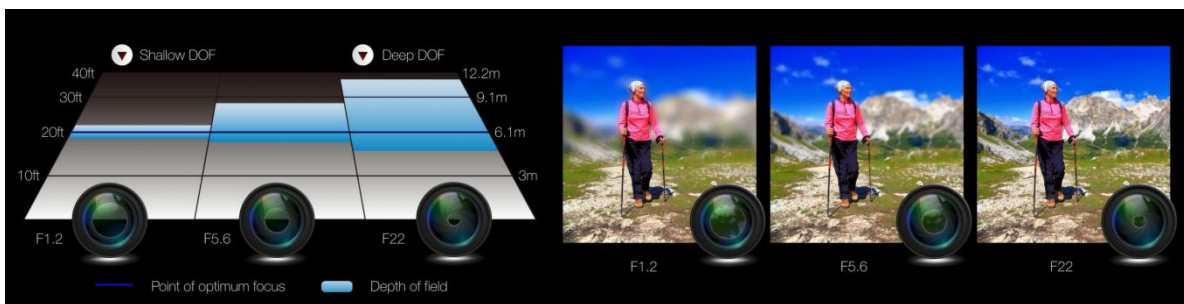 Shallow DOF
Deep DOF
40ft
12.2m
30ft
9.1m
20ft
6.1m
10ft
3m
F1.2
F5.6
F22
F1.2
F5.6
F22
Point of optimum focus
Depth of field